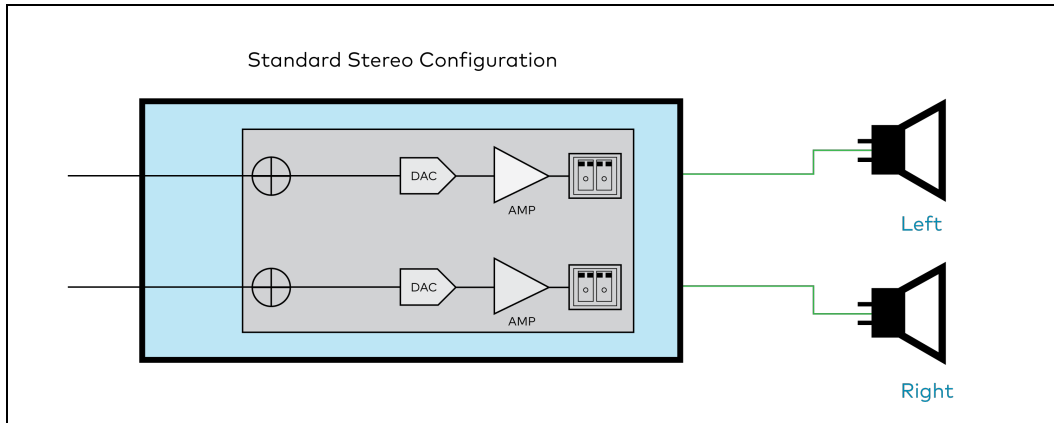 Standard Stereo Configuration
DAC
AMP
Left
DAC
AMP
Right